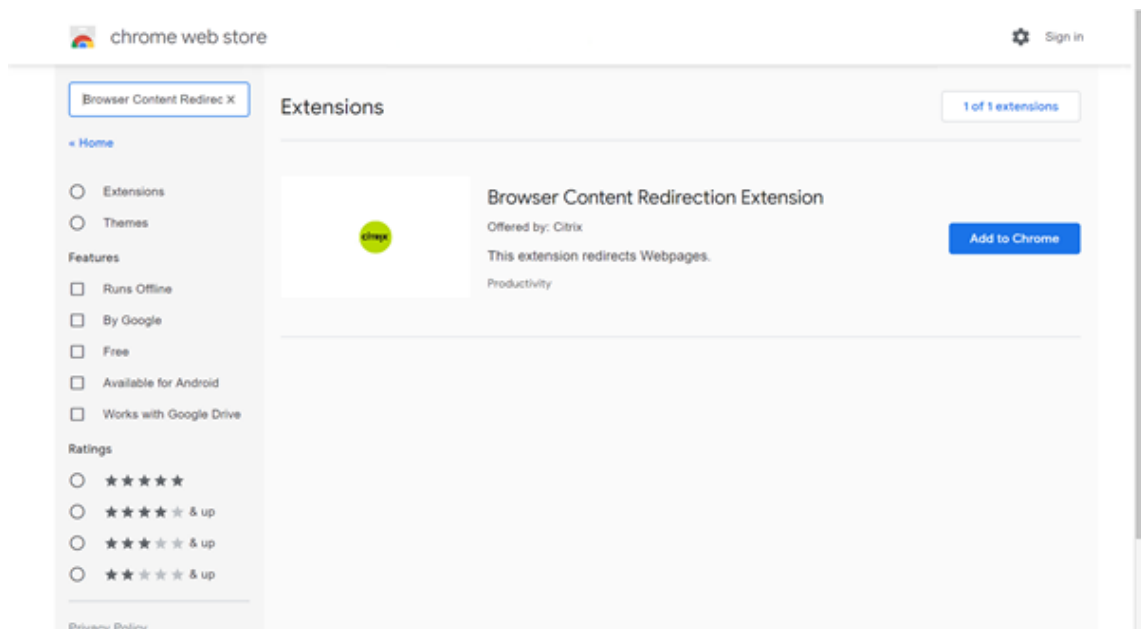 chrome web store
Sign in
Browser Content Redirec X
« Home
Extensions
Themes
Features
Runs Offline
By Google
Free
Available for Android
Works with Google Drive
Ratings
& up
& up
& up
Privacy Policy
Extensions
1 of 1 extensions
citrix
Browser Content Redirection Extension
Offered by: Citrix
This extension redirects Webpages.
Productivity
Add to Chrome